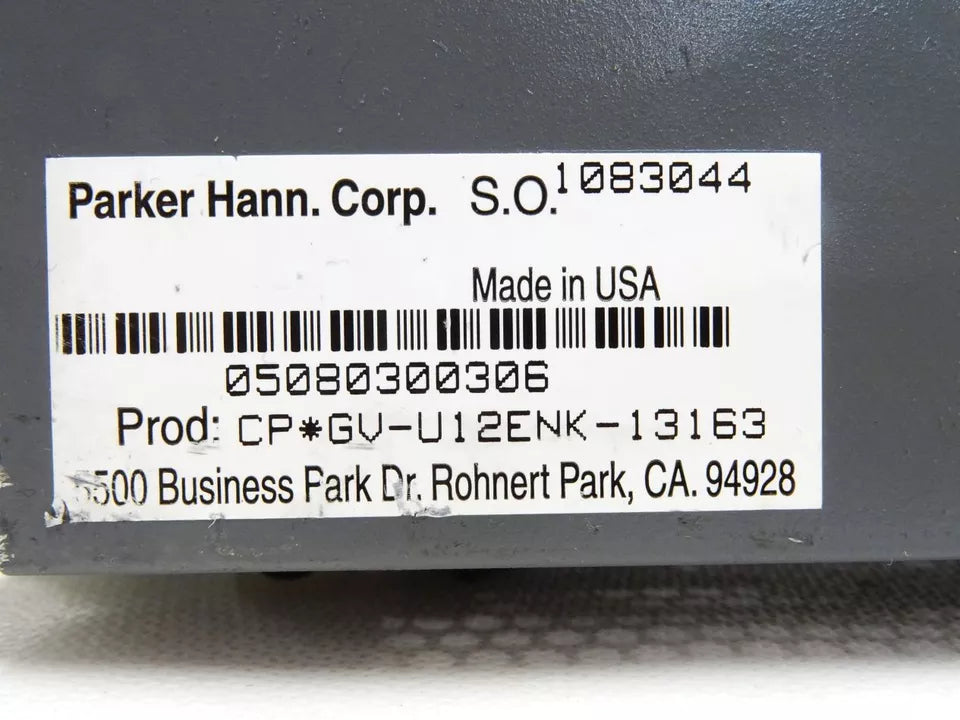 Parker Hann. Corp. S.O. 1083044
Made in USA
05080300306
Prod: CP*GV-U12ENK-13163
5500 Business Park Dr. Rohnert Park, CA. 94928